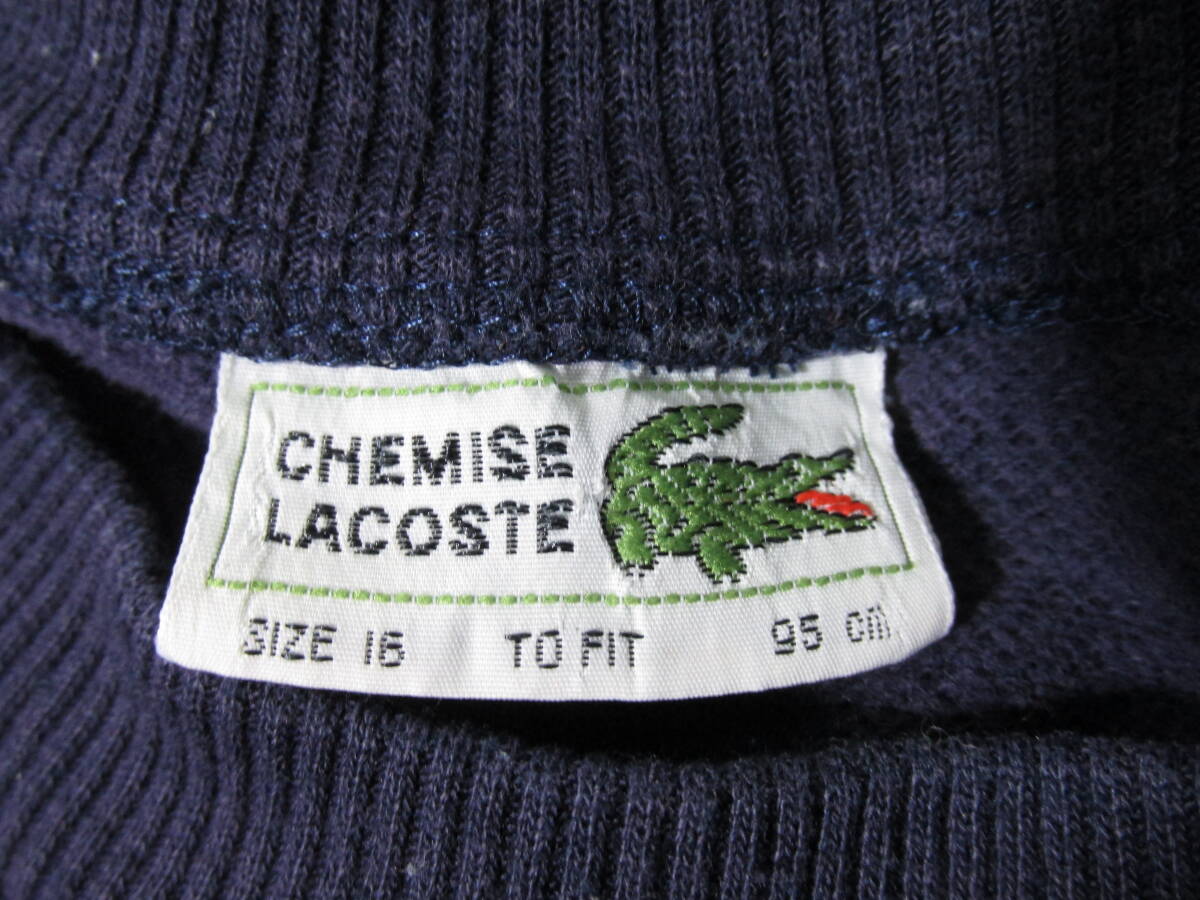 CHEMISE
LACOSTE
SIZE 16 TO FIT 95 cm